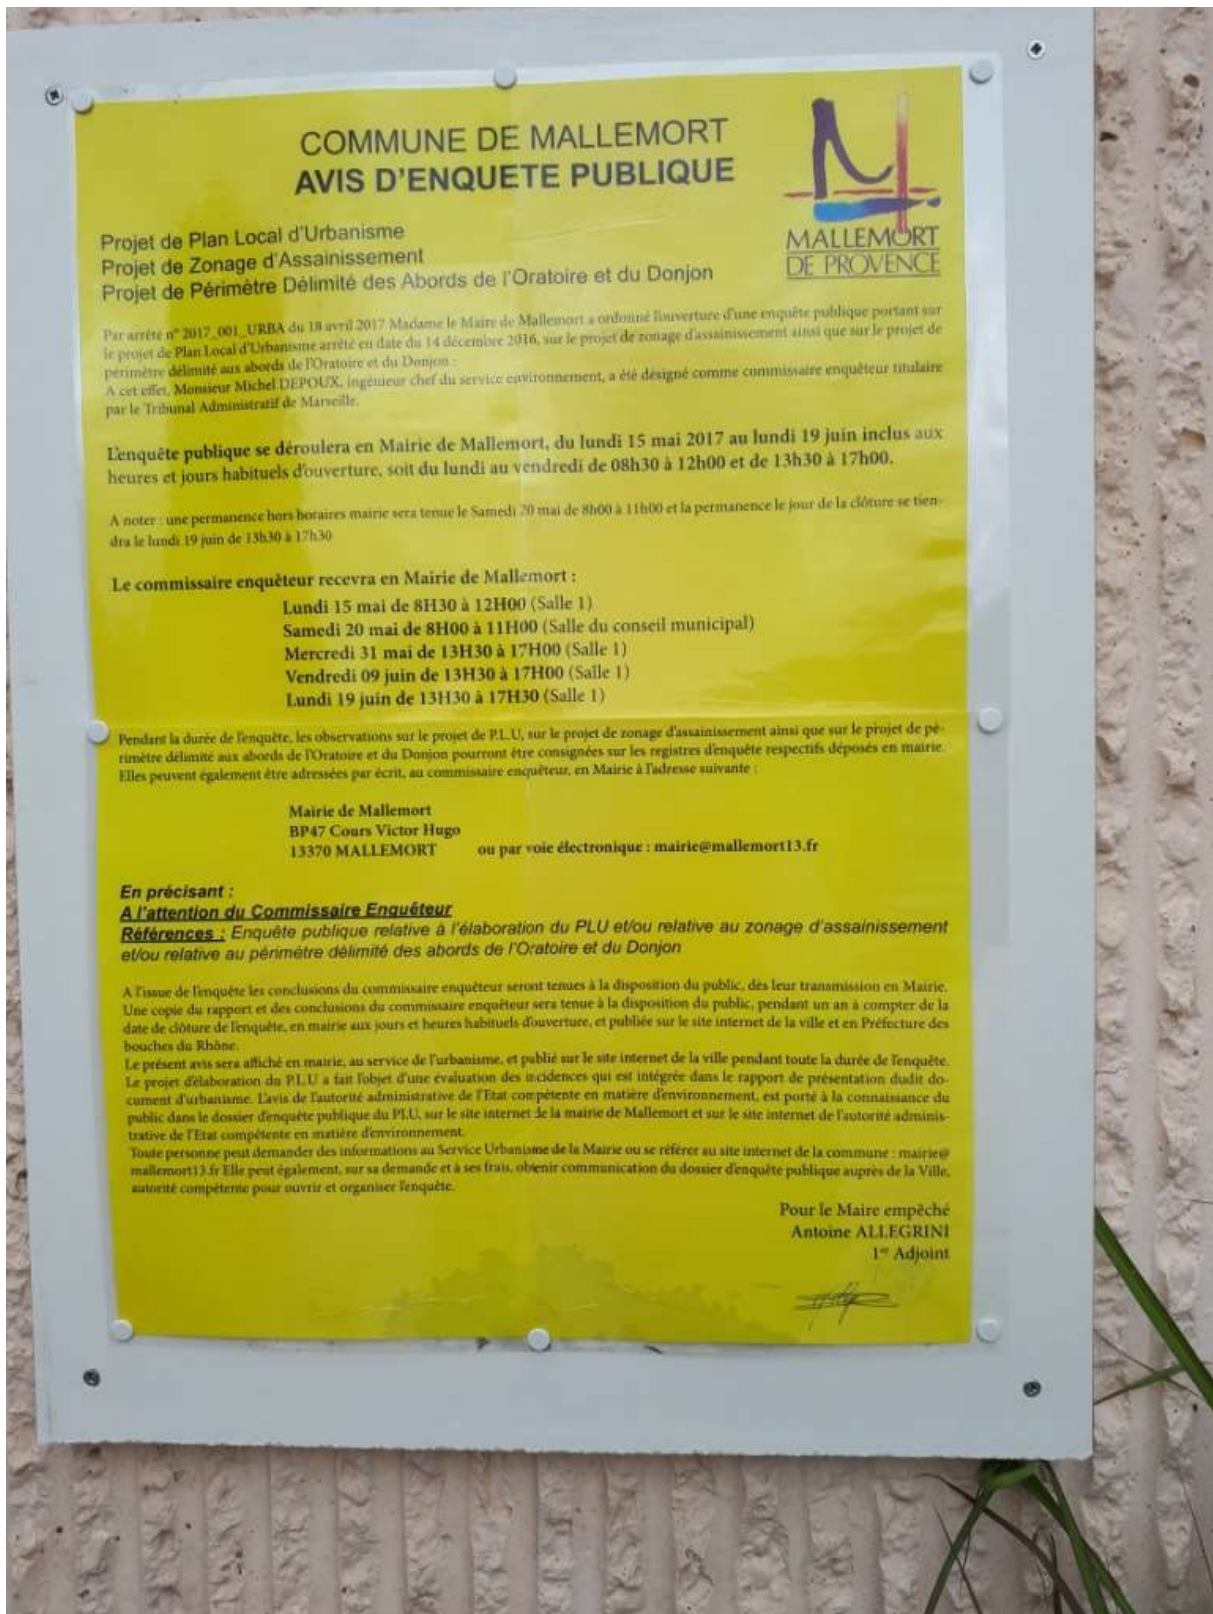 COMMUNE DE MALLEMORT
AVIS D'ENQUETE PUBLIQUE
MALLEMORT
DE PROVENCE
Projet de Plan Local d'Urbanisme
Projet de Zonage d'Assainissement
Projet de Périmètre Délimité des Abords de l'Oratoire et du Donjon
Par arrêté n° 2017_001_URBA du 18 avril 2017 Madame le Maire de Mallemort a ordonné l'ouverture d'une enquête publique portant sur
le projet de Plan Local d'Urbanisme arrêté en date du 14 décembre 2016, sur le projet de zonage d'assainissement ainsi que sur le projet de
périmètre délimité aux abords de l'Oratoire et du Donjon :
A cet effet, Monsieur Michel DEPOUX, ingénieur chef du service environnement, a été désigné comme commissaire enquêteur titulaire
par le Tribunal Administratif de Marseille.
L'enquête publique se déroulera en Mairie de Mallemort, du lundi 15 mai 2017 au lundi 19 juin inclus aux
heures et jours habituels d'ouverture, soit du lundi au vendredi de 08h30 à 12h00 et de 13h30 à 17h00.
A noter : une permanence hors horaires mairie sera tenue le Samedi 20 mai de 8h00 à 11h00 et la permanence le jour de la clôture se tien-
dra le lundi 19 juin de 13h30 à 17h30
Le commissaire enquêteur recevra en Mairie de Mallemort :
Lundi 15 mai de 8H30 à 12H00 (Salle 1)
Samedi 20 mai de 8H00 à 11H00 (Salle du conseil municipal)
Mercredi 31 mai de 13H30 à 17H00 (Salle 1)
Vendredi 09 juin de 13H30 à 17H00 (Salle 1)
Lundi 19 juin de 13H30 à 17H30 (Salle 1)
Pendant la durée de l'enquête, les observations sur le projet de P.L.U, sur le projet de zonage d'assainissement ainsi que sur le projet de pé-
rimètre délimité aux abords de l'Oratoire et du Donjon pourront être consignées sur les registres d'enquête respectifs déposés en mairie.
Elles peuvent également être adressées par écrit, au commissaire enquêteur, en Mairie à l'adresse suivante :
Mairie de Mallemort
BP47 Cours Victor Hugo
13370 MALLEMORT ou par voie électronique : mairie@mallemort13.fr
En précisant :
A l'attention du Commissaire Enquêteur
Références : Enquête publique relative à l'élaboration du PLU et/ou relative au zonage d'assainissement
et/ou relative au périmètre délimité des abords de l'Oratoire et du Donjon
A l'issue de l'enquête les conclusions du commissaire enquêteur seront tenues à la disposition du public, dès leur transmission en Mairie.
Une copie du rapport et des conclusions du commissaire enquêteur sera tenue à la disposition du public, pendant un an à compter de la
date de clôture de l'enquête, en mairie aux jours et heures habituels d'ouverture, et publiée sur le site internet de la ville et en Préfecture des
bouches du Rhône.
Le présent avis sera affiché en mairie, au service de l'urbanisme, et publié sur le site internet de la ville pendant toute la durée de l'enquête.
Le projet d'élaboration du P.L.U a fait l'objet d'une évaluation des incidences qui est intégrée dans le rapport de présentation dudit do-
cument d'urbanisme. L'avis de l'autorité administrative de l'Etat compétente en matière d'environnement, est porté à la connaissance du
public dans le dossier d'enquête publique du PLU, sur le site internet de la mairie de Mallemort et sur le site internet de l'autorité adminis-
trative de l'Etat compétente en matière d'environnement.
Toute personne peut demander des informations au Service Urbanisme de la Mairie ou se référer au site internet de la commune : mairie@
mallemort13.fr Elle peut également, sur sa demande et à ses frais, obtenir communication du dossier d'enquête publique auprès de la Ville,
autorité compétente pour ouvrir et organiser l'enquête.
Pour le Maire empêché
Antoine ALLEGRINI
1er Adjoint